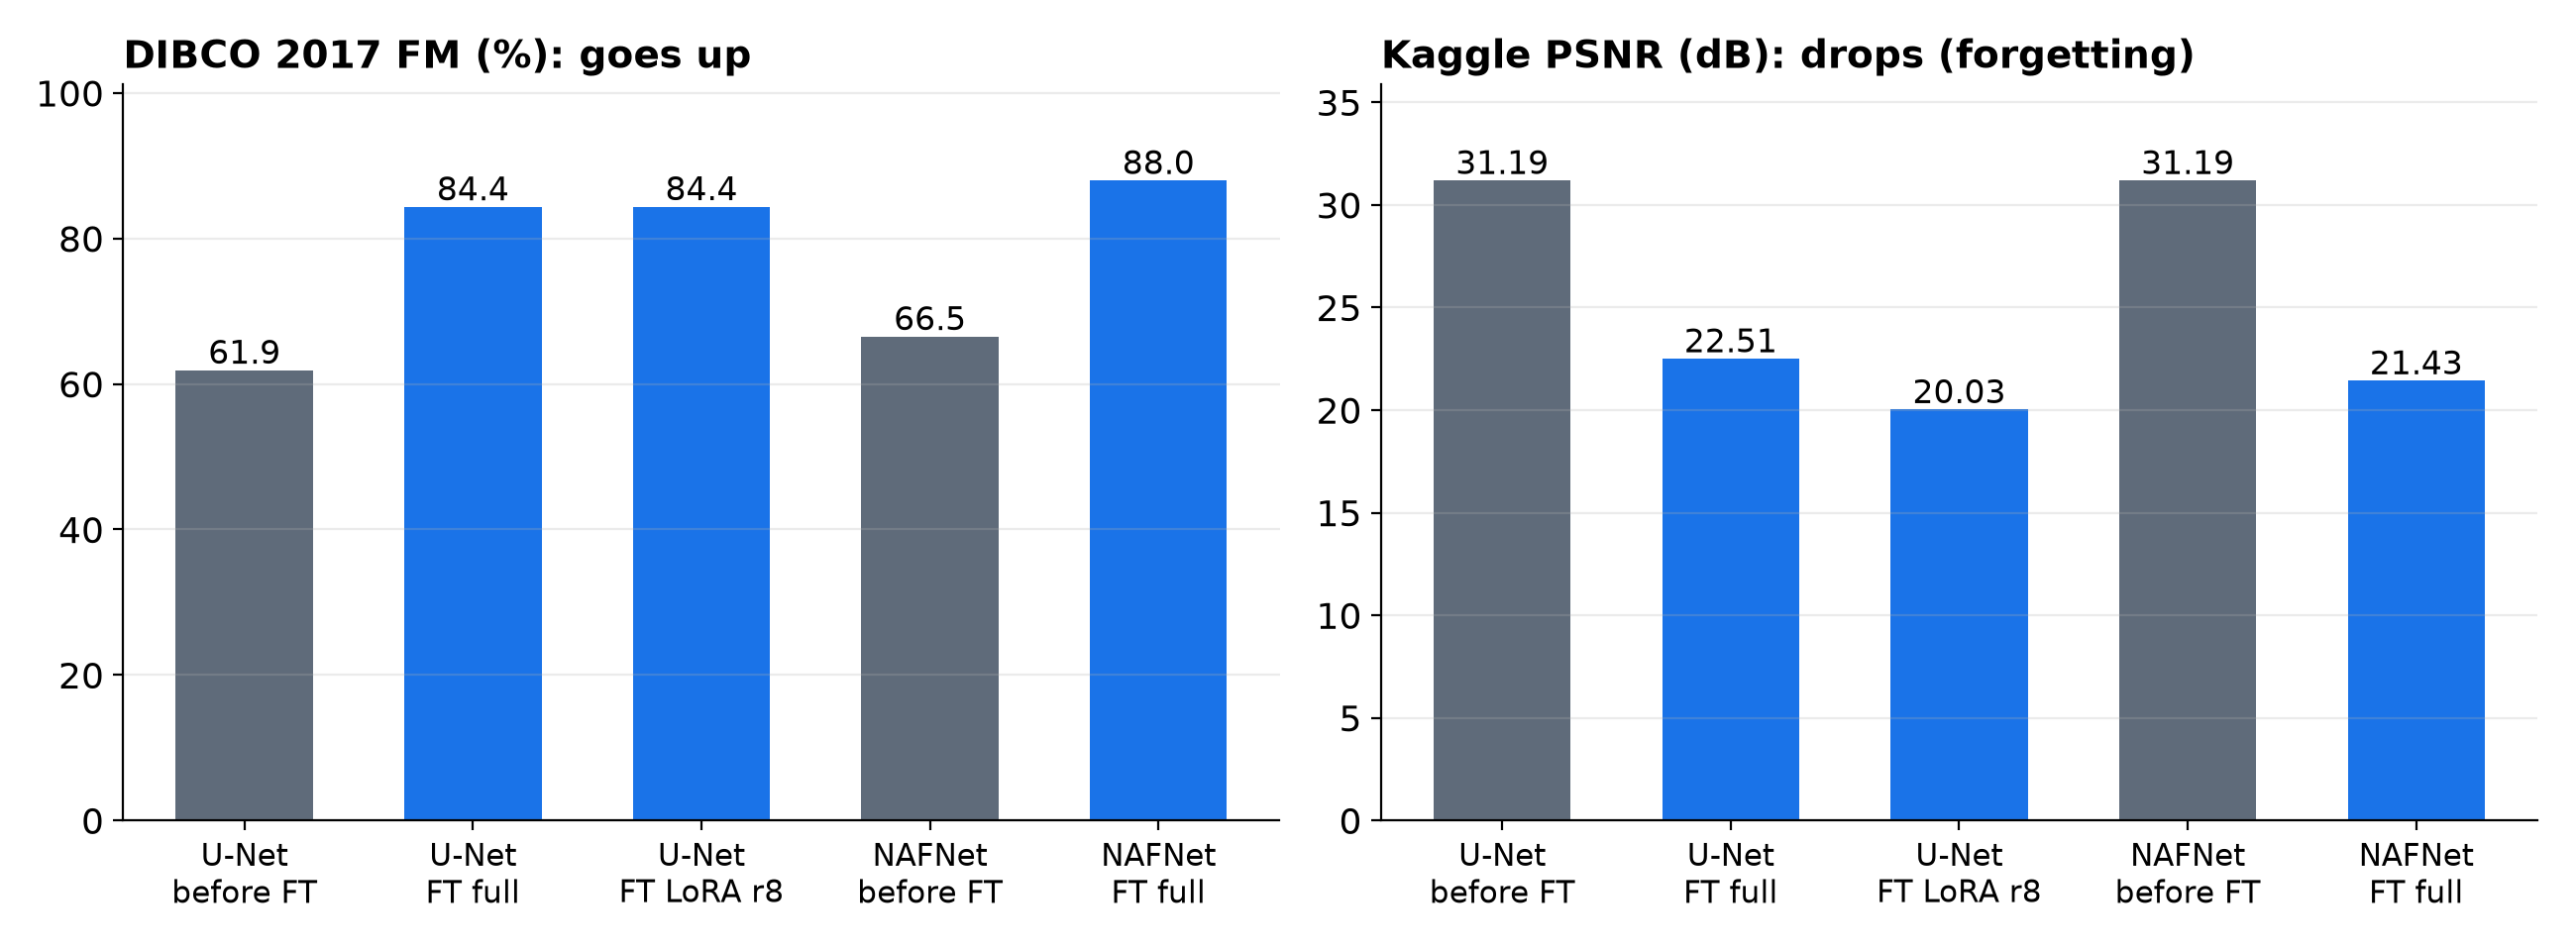 DIBCO 2017 FM (%): goes up
100
80
60
40
20
0
61.9
84.4
84.4
66.5
88.0
U-Net
before FT
U-Net
FT full
U-Net
FT LoRA r8
NAFNet
before FT
NAFNet
FT full
Kaggle PSNR (dB): drops (forgetting)
35
30
25
20
15
10
5
0
31.19
22.51
20.03
31.19
21.43
U-Net
before FT
U-Net
FT full
U-Net
FT LoRA r8
NAFNet
before FT
NAFNet
FT full